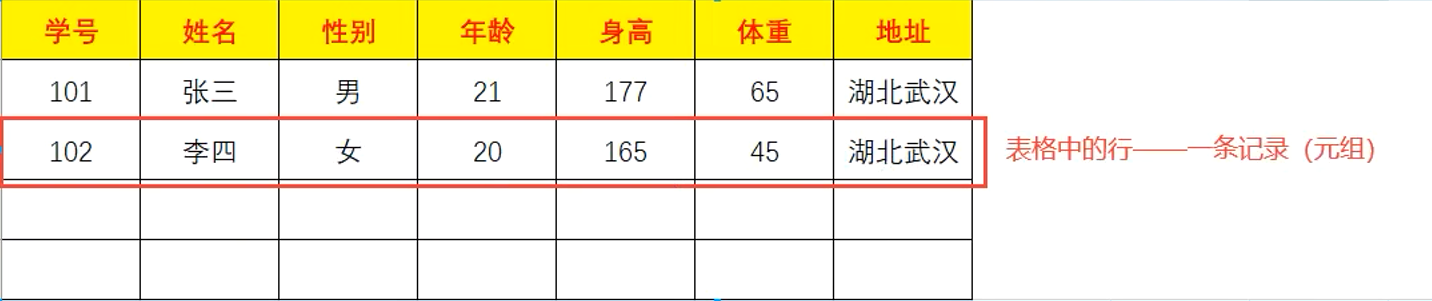 学号 姓名 性别 年龄 身高 体重 地址
101 张三 男 21 177 65 湖北武汉
102 李四 女 20 165 45 湖北武汉 表格中的行——一条记录（元组）